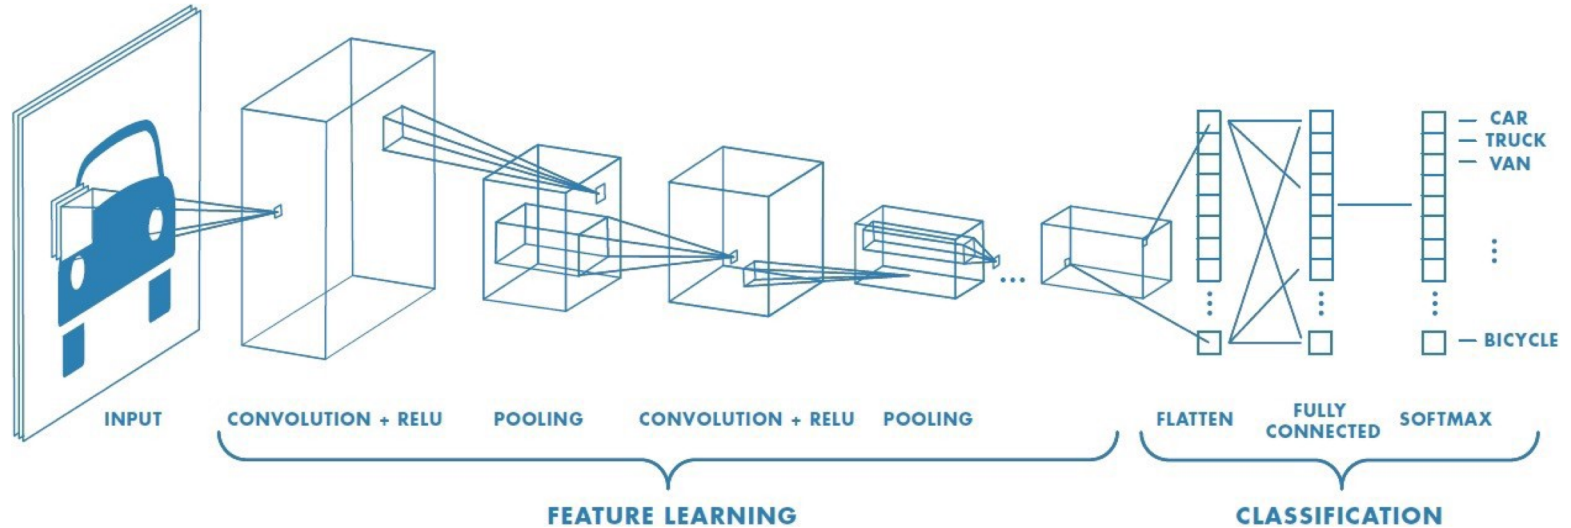 CAR
TRUCK
VAN
BICYCLE
INPUT
CONVOLUTION + RELU
POOLING
CONVOLUTION + RELU
POOLING
FLATTEN
FULLY
CONNECTED
SOFTMAX
FEATURE LEARNING
CLASSIFICATION